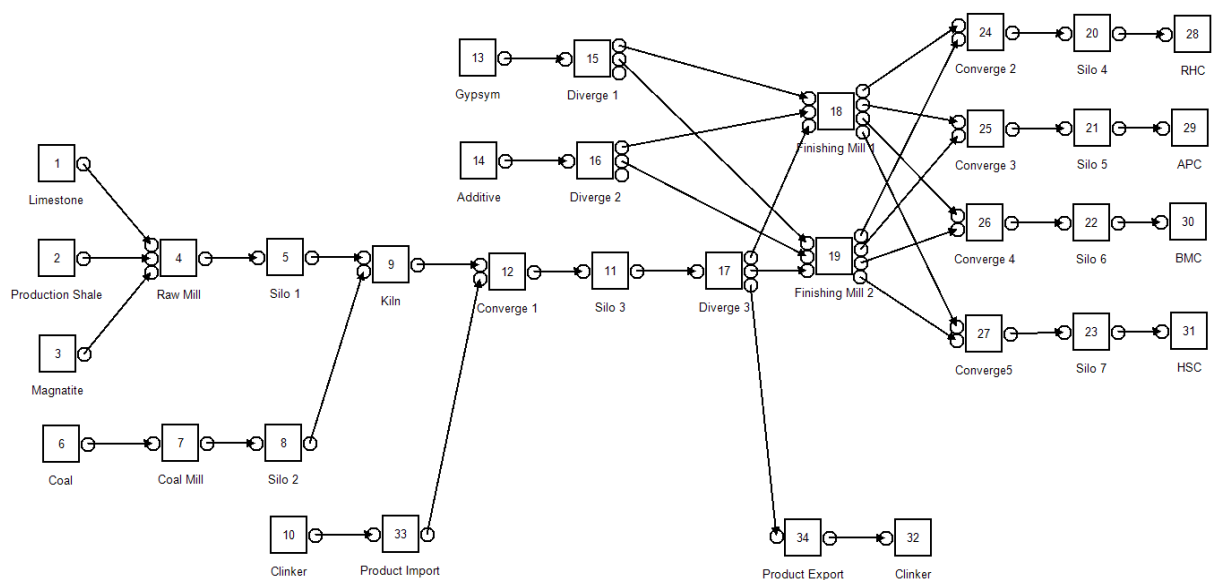 13
Gypsym
15
Diverge 1
24
Converge 2
20
Silo 4
28
RHC
18
Finishing Mill 1
14
Additive
16
Diverge 2
25
Converge 3
21
Silo 5
29
APC
1
Limestone
2
Production Shale
4
Raw Mill
5
Silo 1
9
Kiln
12
Converge 1
11
Silo 3
17
Diverge 3
19
Finishing Mill 2
26
Converge 4
22
Silo 6
30
BMC
3
Magnatite
27
Converge5
23
Silo 7
31
HSC
6
Coal
7
Coal Mill
8
Silo 2
10
Clinker
33
Product Import
34
Product Export
32
Clinker